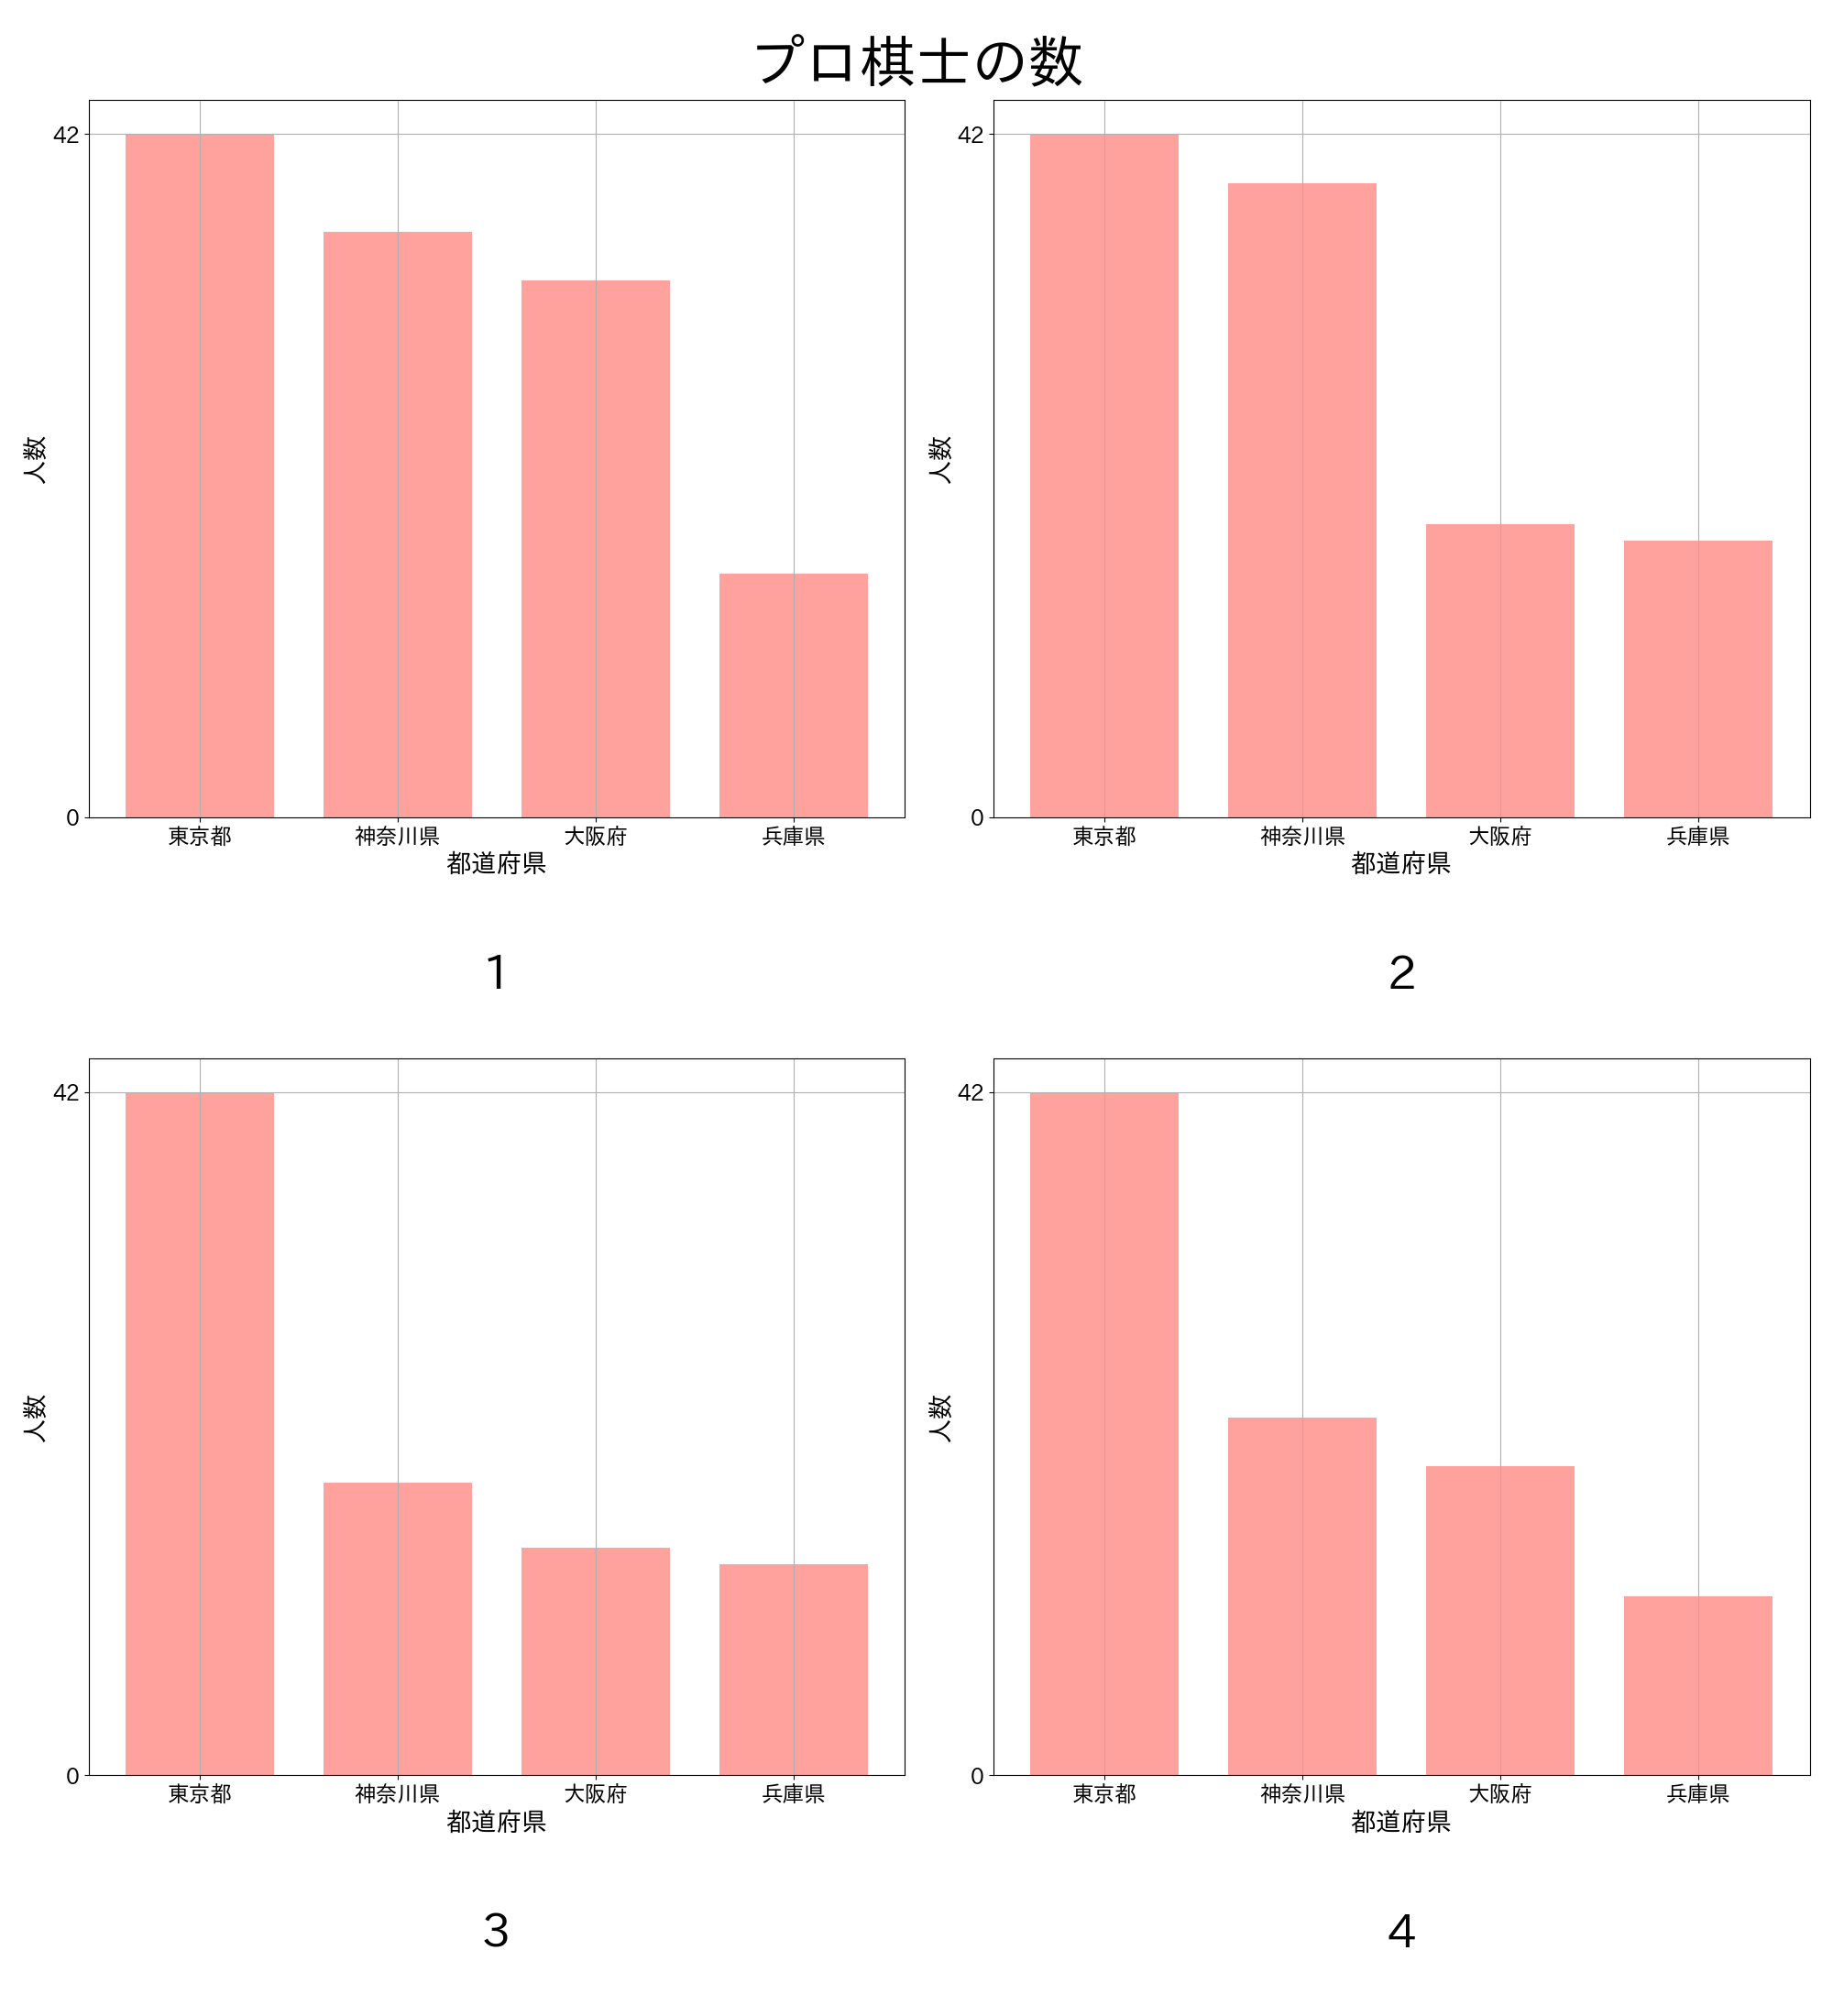 プロ棋士の数
42
0
人数
東京都 神奈川県 大阪府 兵庫県
都道府県
1
42
0
人数
東京都 神奈川県 大阪府 兵庫県
都道府県
2
42
0
人数
東京都 神奈川県 大阪府 兵庫県
都道府県
3
42
0
人数
東京都 神奈川県 大阪府 兵庫県
都道府県
4